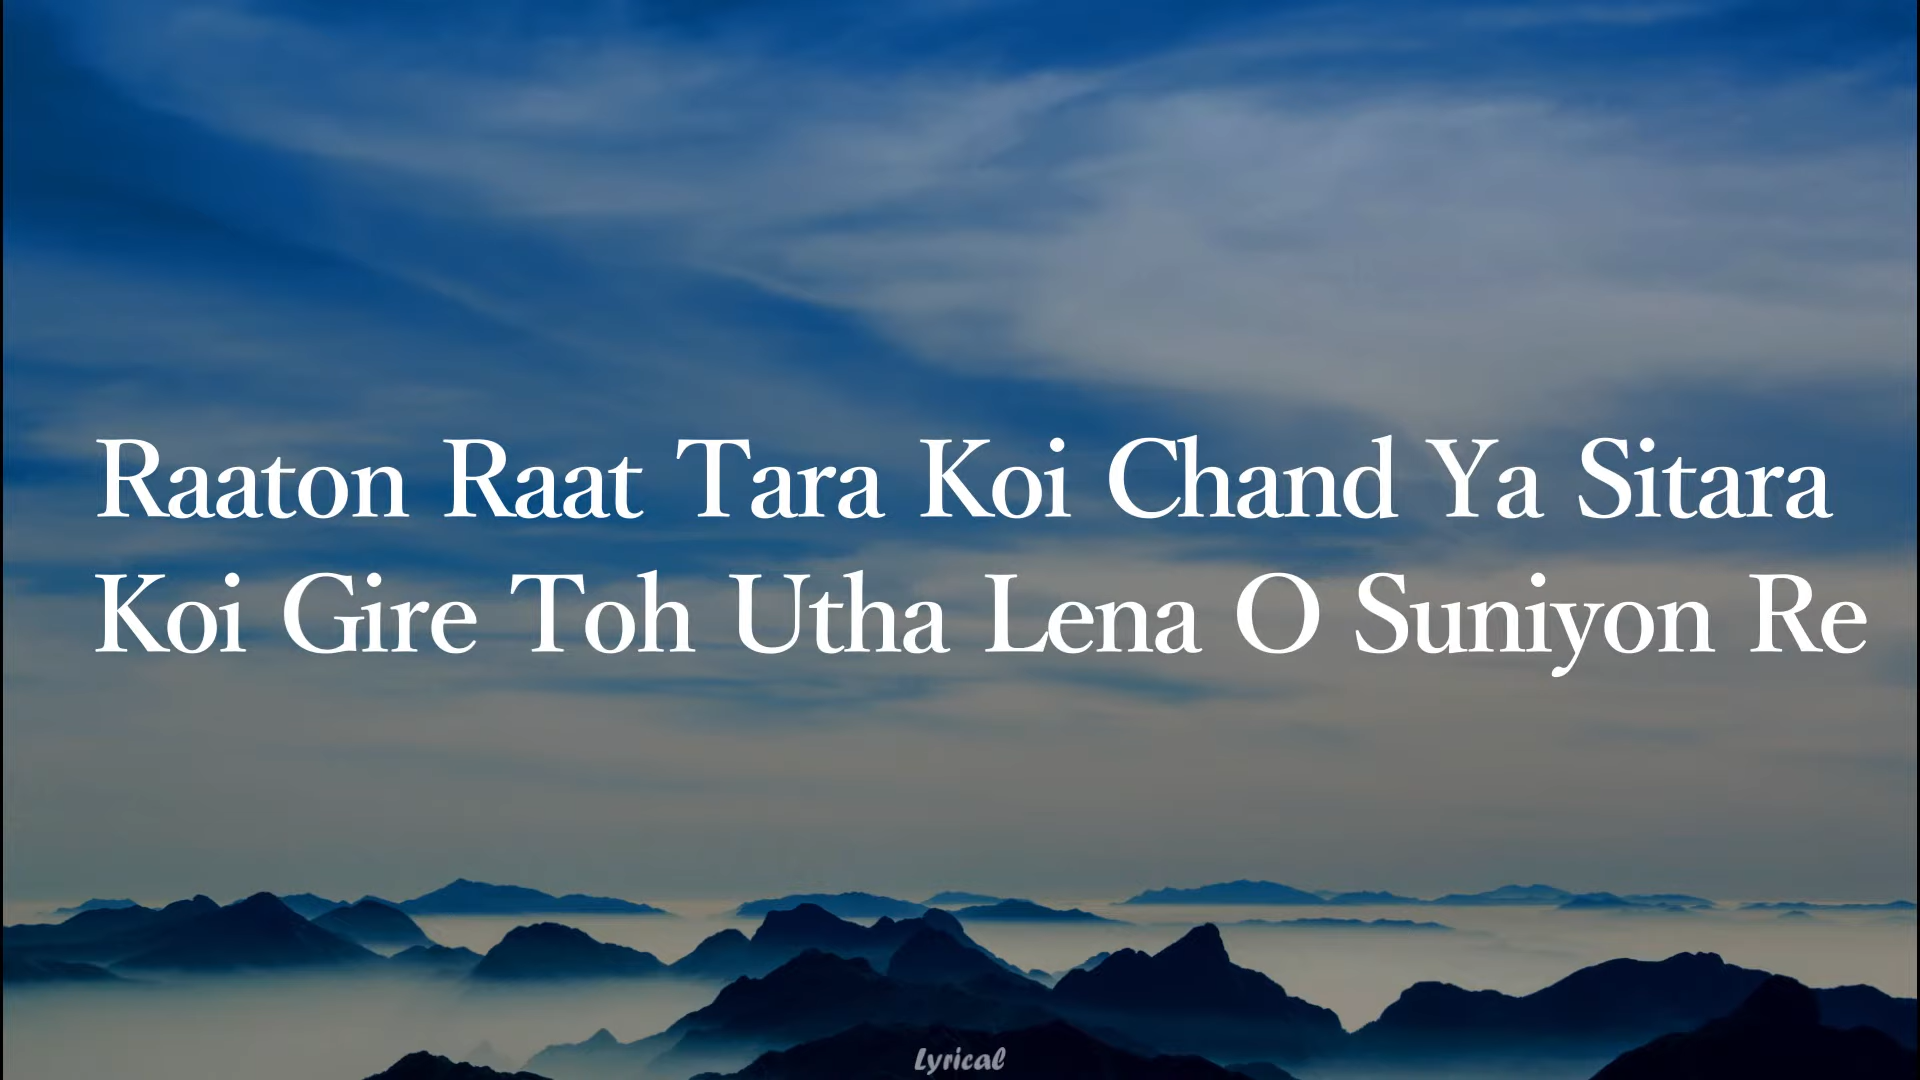 Raaton Raat Tara Koi Chand Ya Sitara
Koi Gire Toh Utha Lena O Suniyon Re
Lyrical